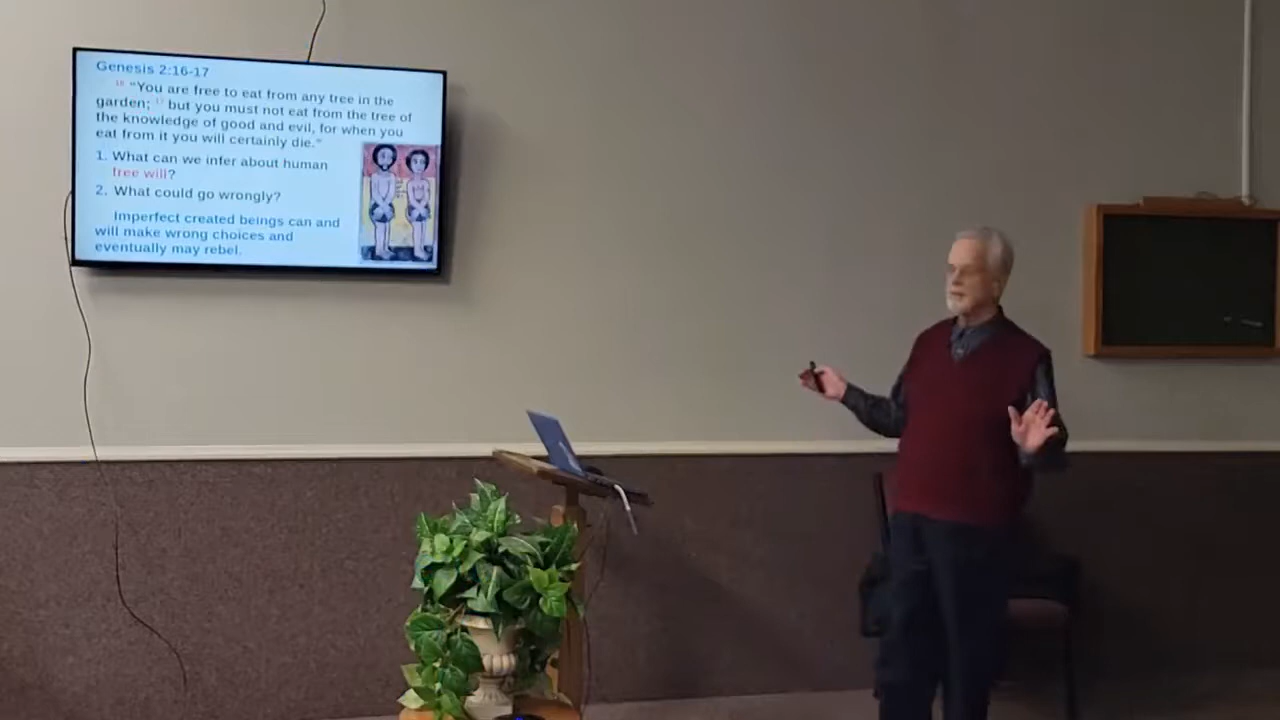 Genesis 2:16-17
16 "You are free to eat from any tree in the
garden; 17 but you must not eat from the tree of
the knowledge of good and evil, for when you
eat from it you will certainly die."
1. What can we infer about human
free will?
2. What could go wrongly?
Imperfect created beings can and
will make wrong choices and
eventually may rebel.